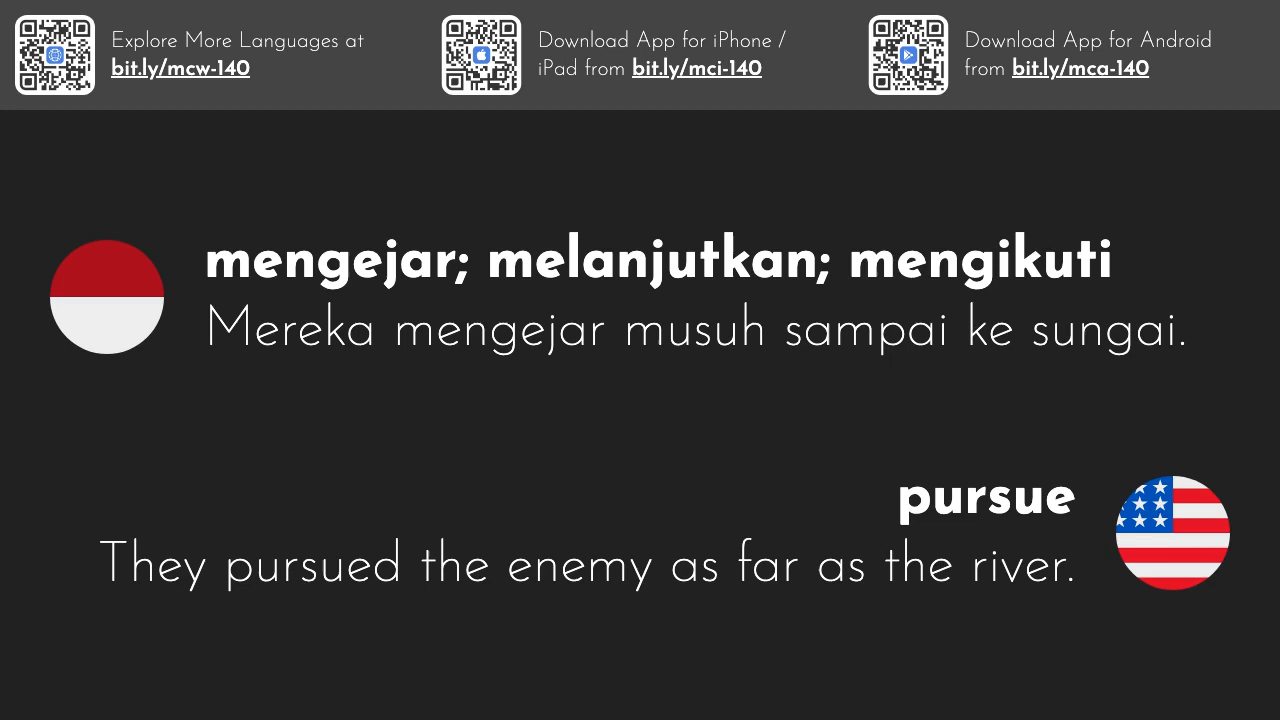 Explore More Languages at
bit.ly/mcw-140
Download App for iPhone /
iPad from bit.ly/mci-140
Download App for Android
from bit.ly/mca-140
mengejar; melanjutkan; mengikuti
Mereka mengejar musuh sampai ke sungai.
pursue
They pursued the enemy as far as the river.